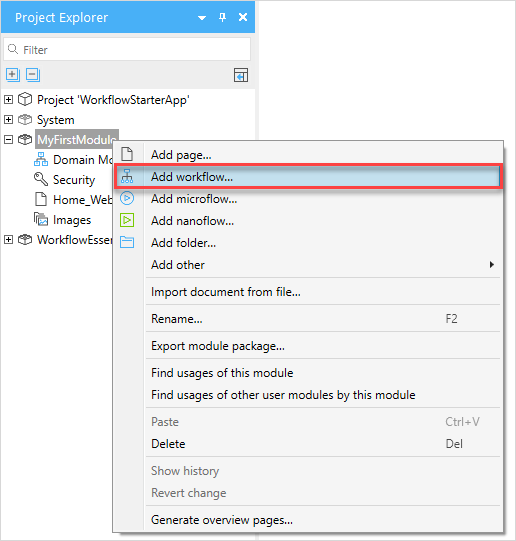 Project Explorer
Filter
Project 'WorkflowStarterApp'
System
MyFirstModule
Domain Mo
Security
Home_Web
Images
WorkflowEssen
Add page...
Add workflow...
Add microflow...
Add nanoflow...
Add folder...
Add other
Import document from file...
Rename... F2
Export module package...
Find usages of this module
Find usages of other user modules by this module
Paste Ctrl+V
Delete Del
Show history
Revert change
Generate overview pages...